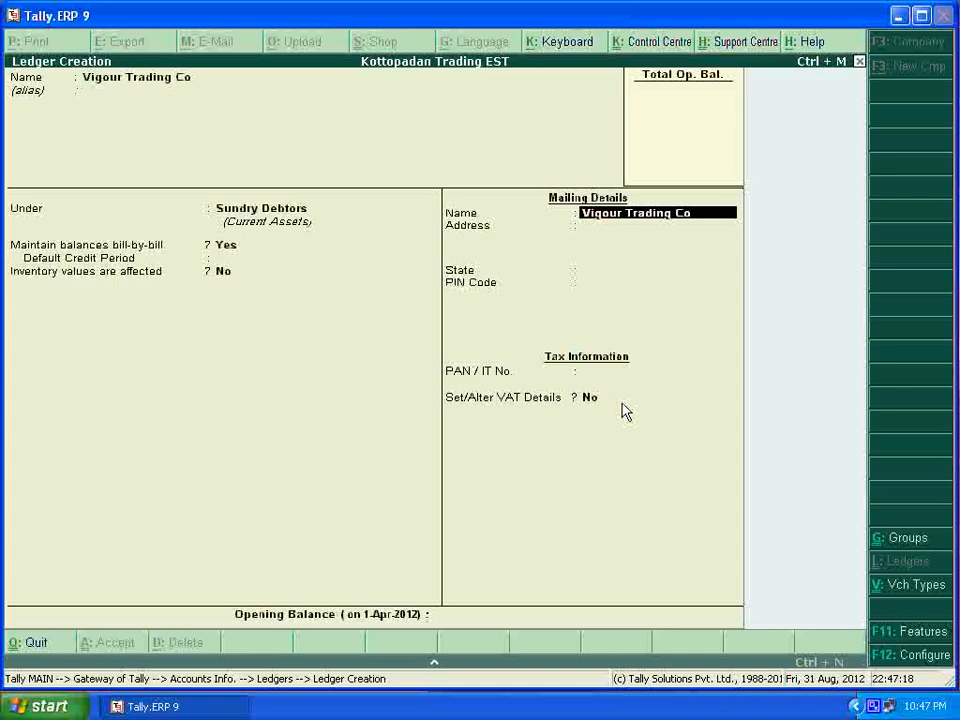 Tally.ERP 9
P: Print E: Export M: E-Mail O: Upload S: Shop G: Language K: Keyboard K: Control Centre H: Support Centre H: Help F3: Company
Ledger Creation Kottopadan Trading EST Ctrl + M
F3: New Cmp
Name : Vigour Trading Co
(alias) :
Total Op. Bal.
Under : Sundry Debtors
(Current Assets)
Maintain balances bill-by-bill ? Yes
Default Credit Period :
Inventory values are affected ? No
Mailing Details
Name : Vigour Trading Co
Address :
State :
PIN Code :
Tax Information
PAN / IT No. :
Set/Alter VAT Details ? No
G: Groups
L: Ledgers
V: Vch Types
F11: Features
F12: Configure
Opening Balance ( on 1-Apr-2012) :
Q: Quit A: Accept D: Delete
Ctrl + N
Tally MAIN --> Gateway of Tally --> Accounts Info. --> Ledgers --> Ledger Creation (c) Tally Solutions Pvt. Ltd., 1988-201 Fri, 31 Aug, 2012 22:47:18
start Tally.ERP 9 10:47 PM